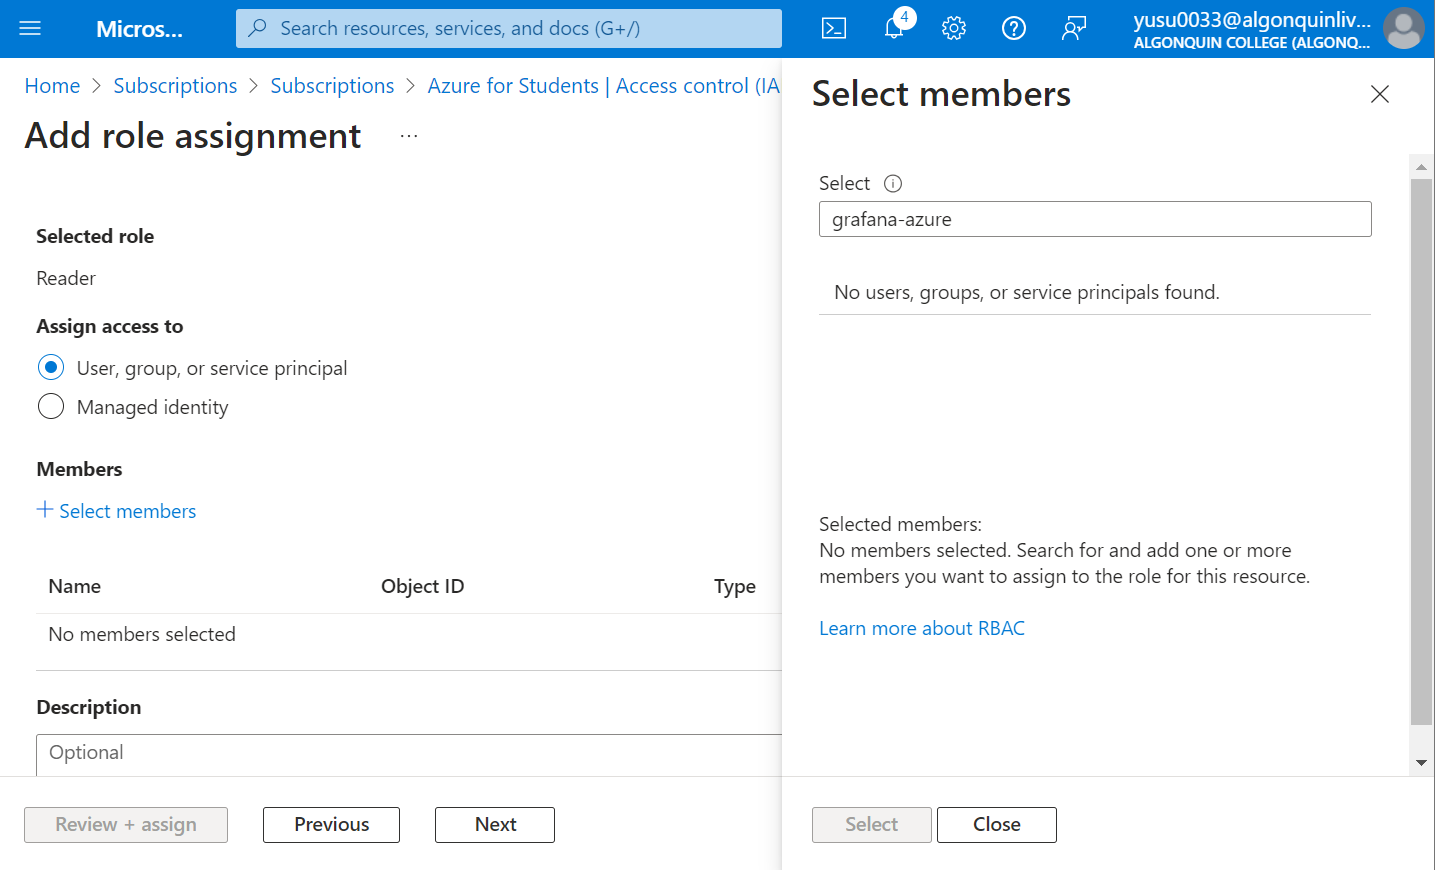 Micros...
Search resources, services, and docs (G+/)
4
yusu0033@algonquinliv...
ALGONQUIN COLLEGE (ALGONQ...
Home > Subscriptions > Subscriptions > Azure for Students | Access control (IA
Add role assignment ...
Selected role
Reader
Assign access to
User, group, or service principal
Managed identity
Members
+ Select members
Name Object ID Type
No members selected
Description
Optional
Review + assign Previous Next
Select members
Select
grafana-azure
No users, groups, or service principals found.
Selected members:
No members selected. Search for and add one or more
members you want to assign to the role for this resource.
Learn more about RBAC
Select Close